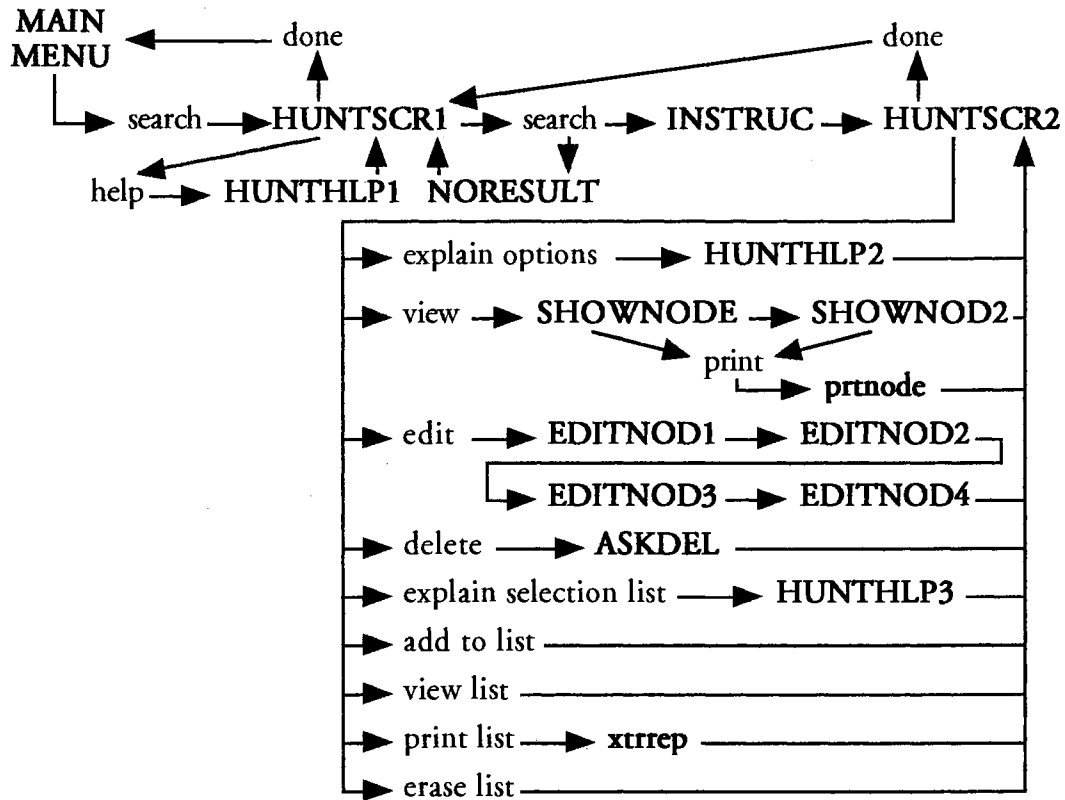 MAIN
MENU
done
done
search HUNTSCR1 search INSTRUC HUNTSCR2
help HUNTHLP1 NORESULT
explain options HUNTHLP2
view SHOWNODE SHOWNOD2
print
prtnode
edit EDITNOD1 EDITNOD2
EDITNOD3 EDITNOD4
delete ASKDEL
explain selection list HUNTHLP3
add to list
view list
print list xtrrep
erase list